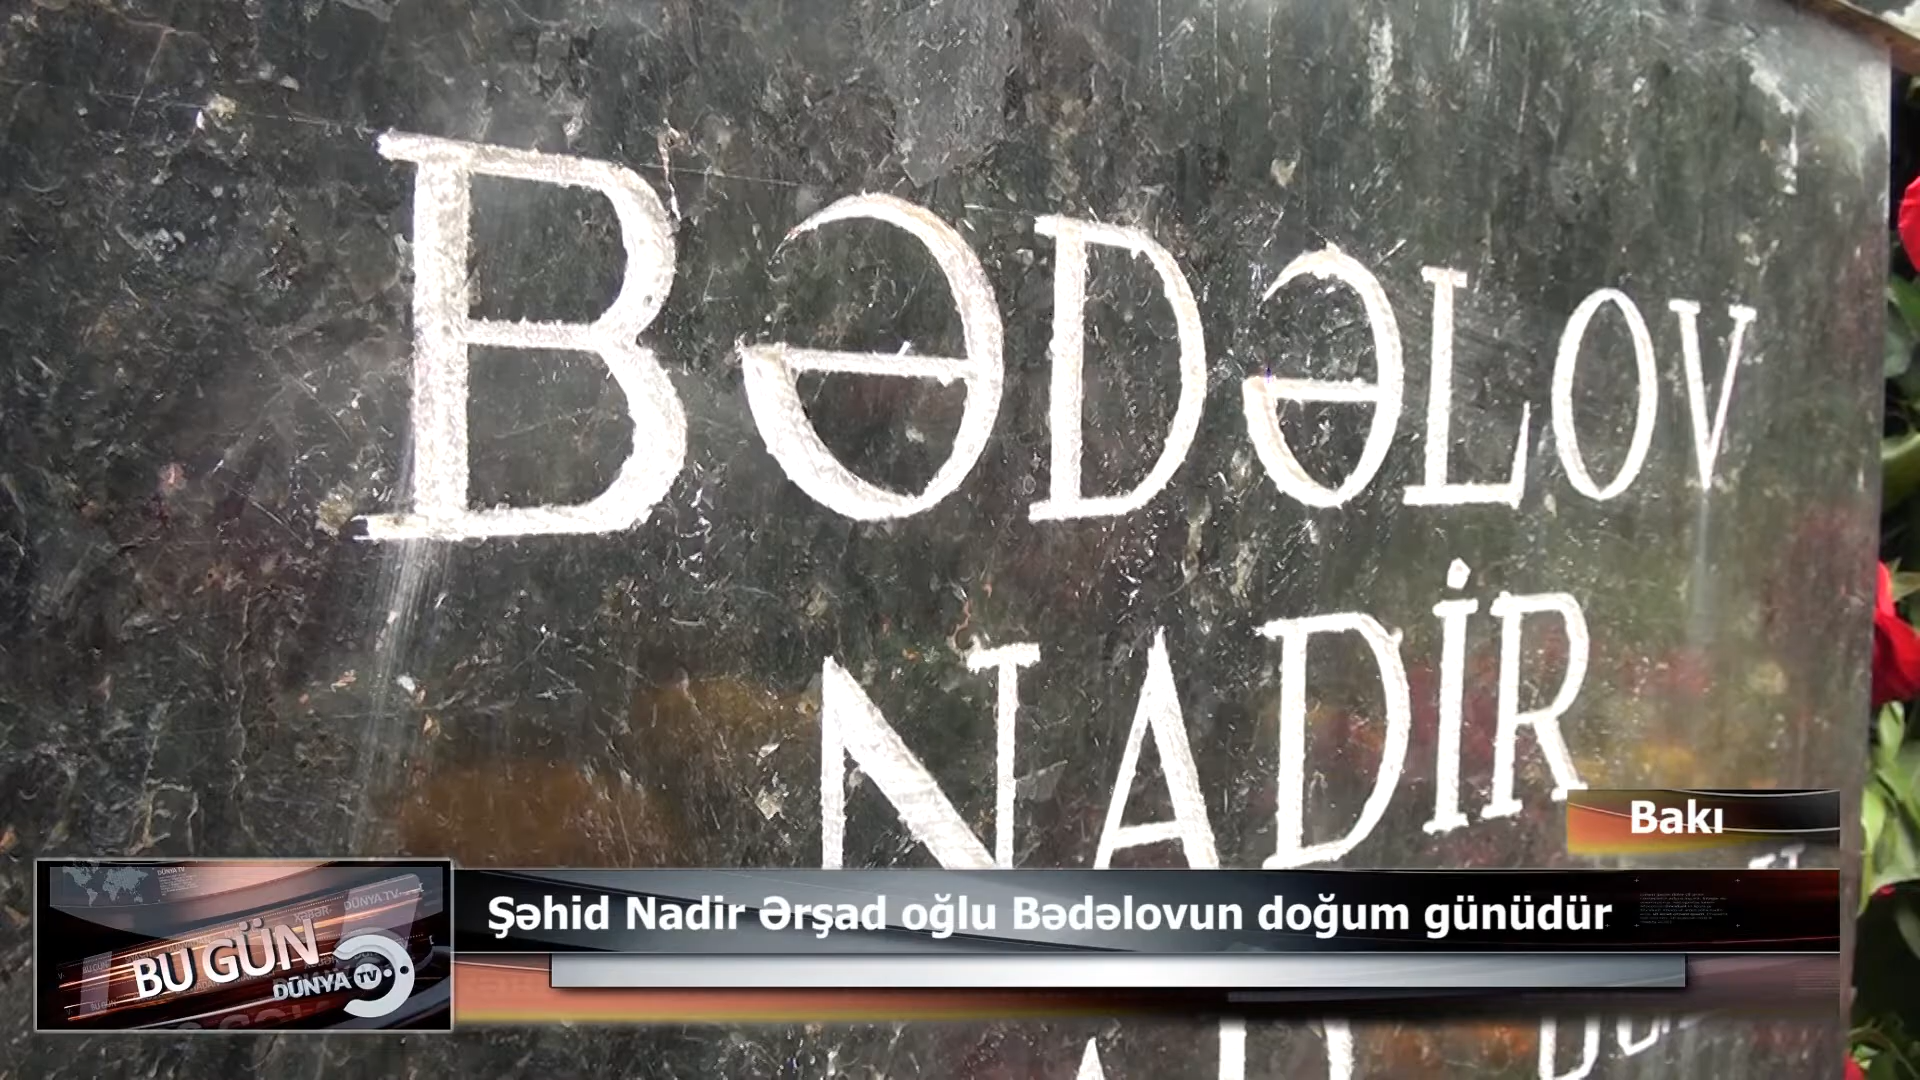 BƏDƏLOV
NADİR
Bakı
Şəhid Nadir Ərşad oğlu Bədəlovun doğum günüdür
BU GÜN
DÜNYA TV